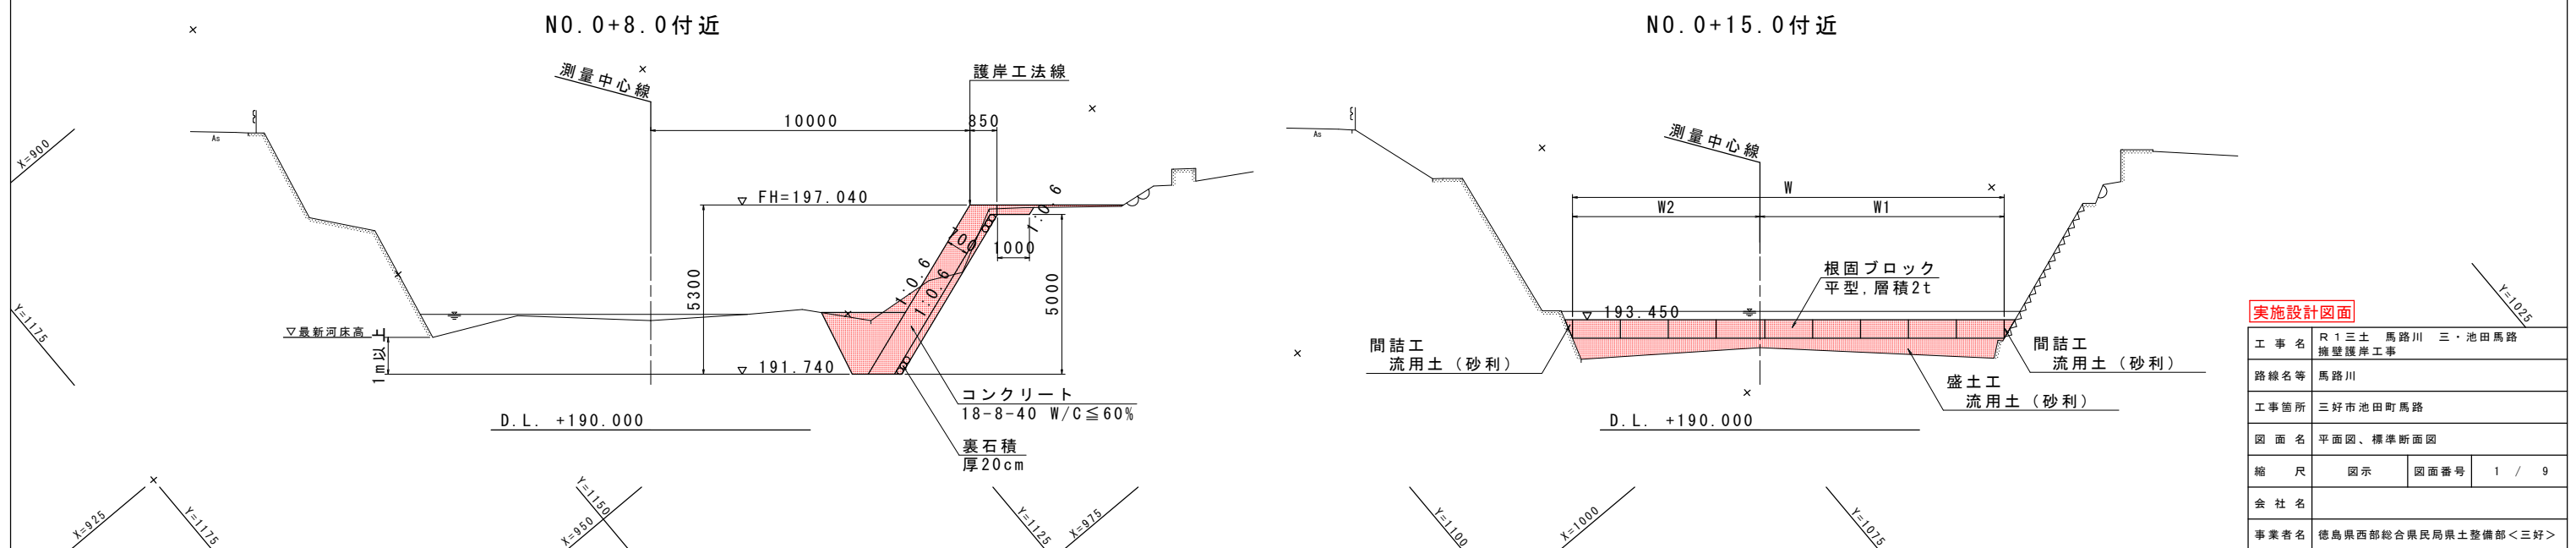 NO.0+8.0付近
測量中心線
護岸工法線
10000
850
As
X=900
FH=197.040
1:0.6
700
1000
1:0.6
1:0.6
5300
5000
Y=1175
最新河床高
1m以上
191.740
コンクリート
18-8-40 W/C≦60%
D.L. +190.000
裏石積
厚20cm
X=925
Y=1175
Y=1150
X=950
Y=1125
X=975
NO.0+15.0付近
測量中心線
As
W
W2
W1
根固ブロック
平型,層積2t
193.450
間詰工
流用土(砂利)
間詰工
流用土(砂利)
盛土工
流用土(砂利)
D.L. +190.000
Y=1100
X=1000
Y=1075
Y=1025
実施設計図面
工事名 R1三土 馬路川 三・池田馬路
擁壁護岸工事
路線名等 馬路川
工事箇所 三好市池田町馬路
図面名 平面図、標準断面図
縮尺 図示 図面番号 1 / 9
会社名
事業者名 徳島県西部総合県民局県土整備部<三好>